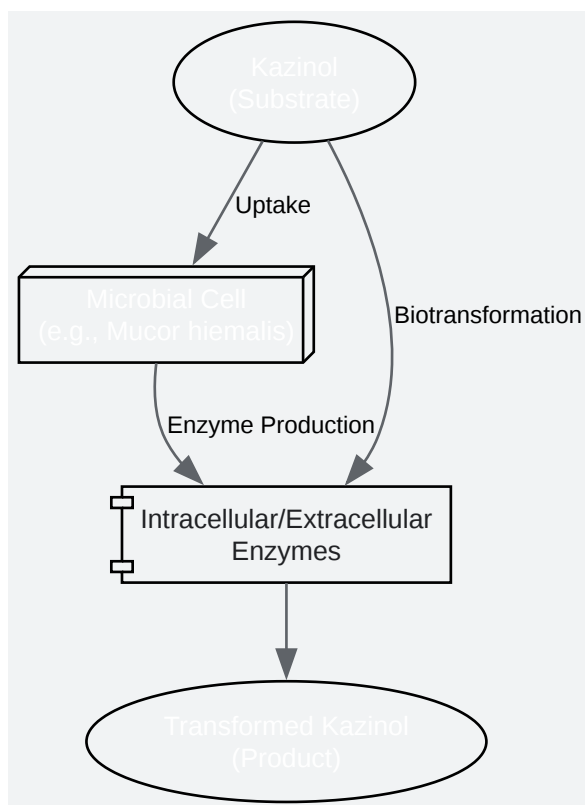 Kazinol
(Substrate)
Uptake
Microbial Cell
(e.g., Mucor hiemalis)
Biotransformation
Enzyme Production
Intracellular/Extracellular
Enzymes
Transformed Kazinol
(Product)